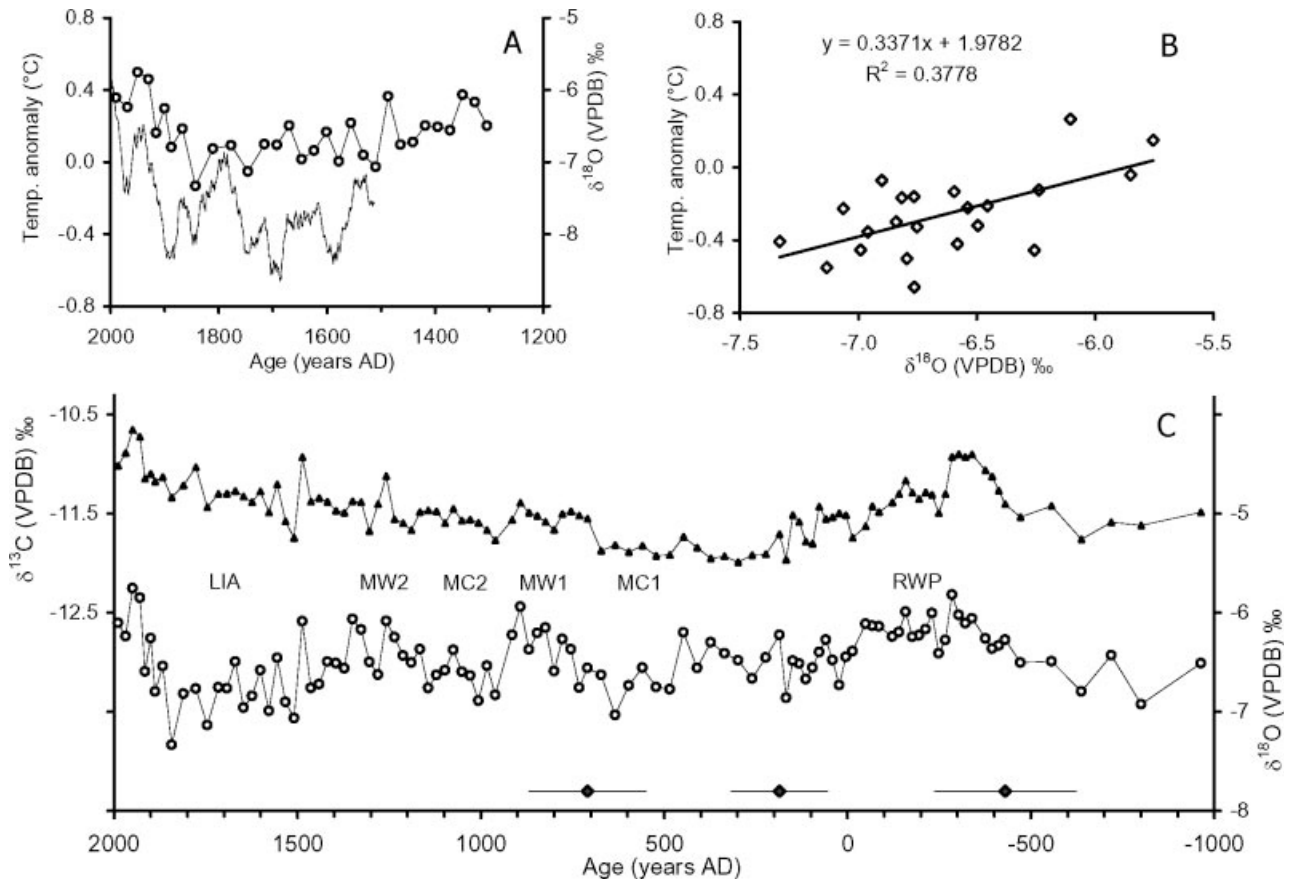 A
Temp. anomaly (°C)
0.8
0.4
0.0
-0.4
-0.8
-5
-6
-7
-8
δ18O (VPDB) ‰
2000 1800 1600 1400 1200
Age (years AD)
B
y = 0.3371x + 1.9782
R² = 0.3778
Temp. anomaly (°C)
0.8
0.4
0.0
-0.4
-0.8
-7.5 -7.0 -6.5 -6.0 -5.5
δ18O (VPDB) ‰
C
δ13C (VPDB) ‰
-10.5
-11.5
-12.5
LIA MW2 MC2 MW1 MC1 RWP
-5
-6
-7
-8
δ18O (VPDB) ‰
2000 1500 1000 500 0 -500 -1000
Age (years AD)